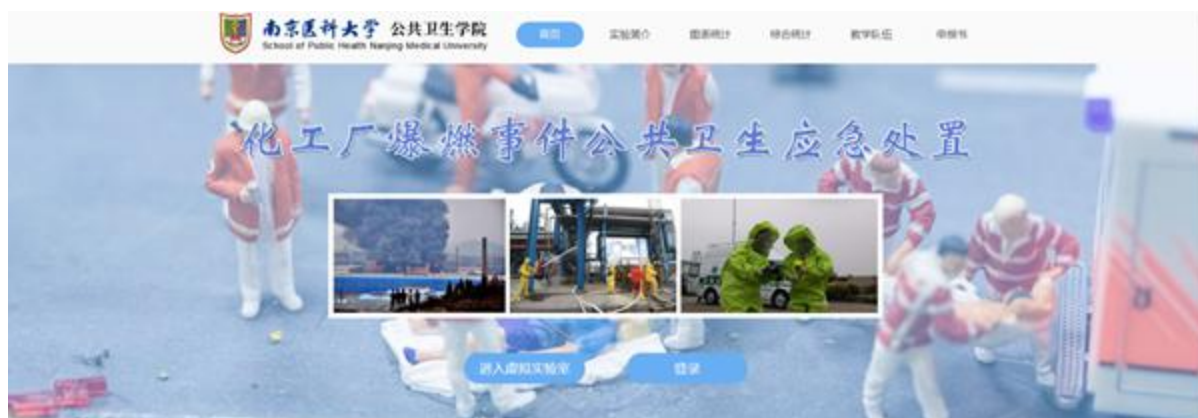 南京医科大学 公共卫生学院
School of Public Health Nanjing Medical University
首页 实验简介 图表统计 综合统计 教学队伍 申报书
化工厂爆燃事件公共卫生应急处置
进入虚拟实验室 登录